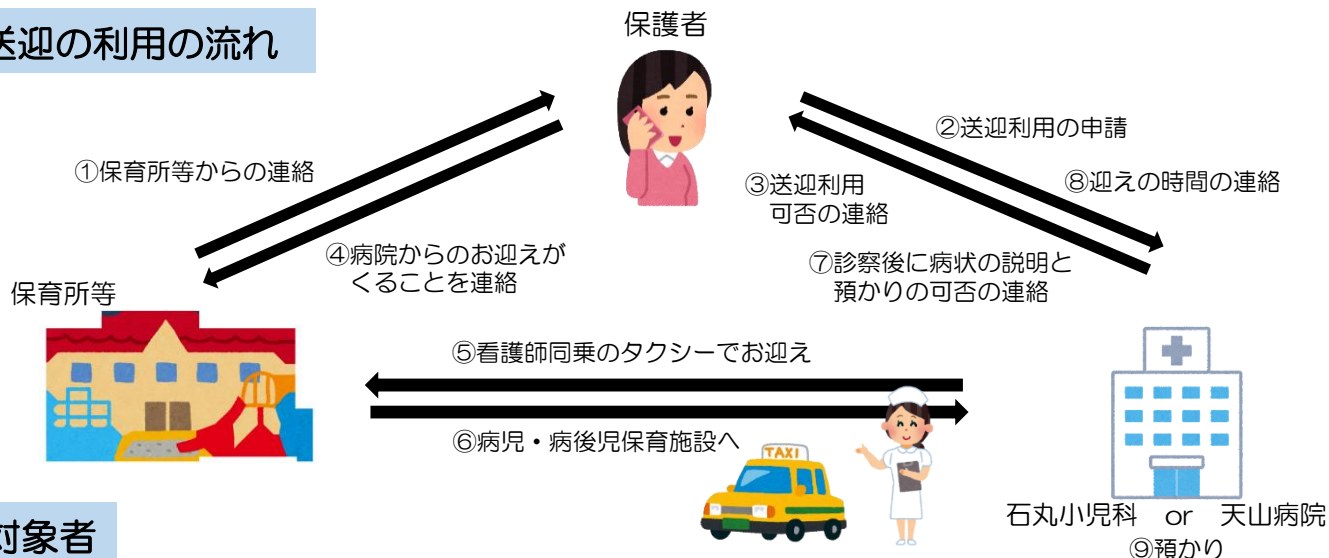 送迎の利用の流れ
保護者
①保育所等からの連絡
②送迎利用の申請
③送迎利用
可否の連絡
⑧迎えの時間の連絡
④病院からのお迎えが
くることを連絡
⑦診察後に病状の説明と
預かりの可否の連絡
保育所等
⑤看護師同乗のタクシーでお迎え
⑥病児・病後児保育施設へ
TAXI
石丸小児科 or 天山病院
⑨預かり
対象者